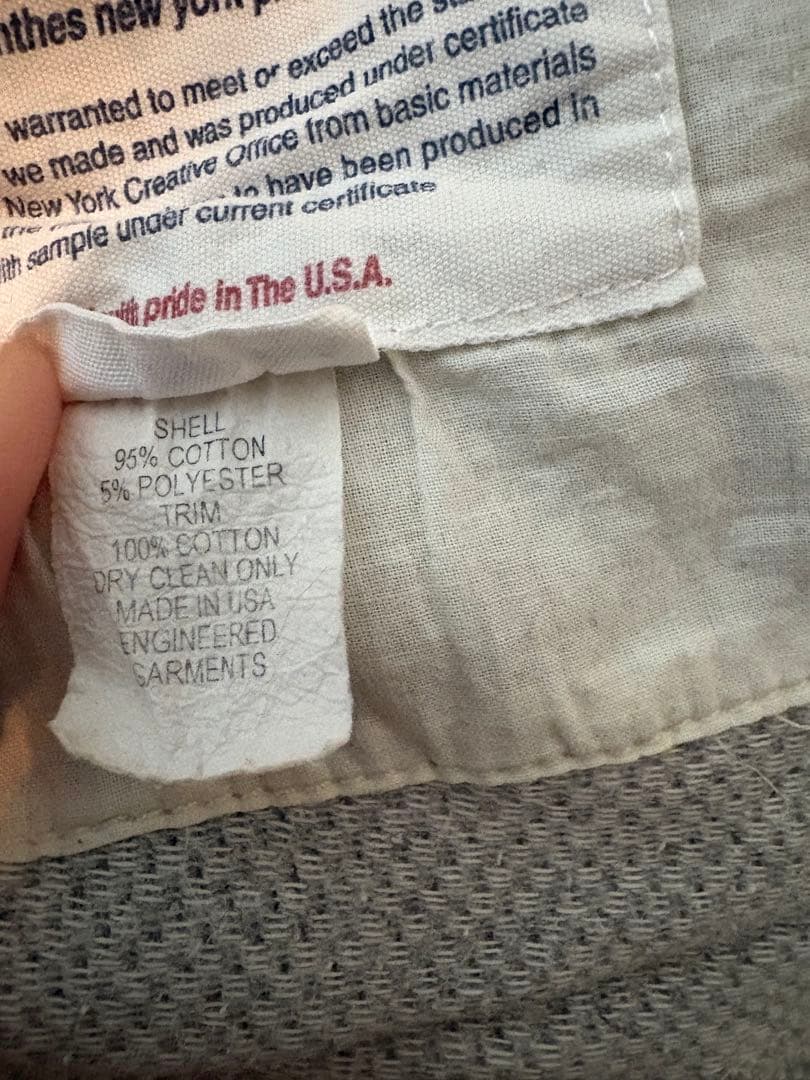 new york
warranted to meet or exceed the
we made and was produced under certificate
New York Creative Office from basic materials
have been produced in
sample under current certificate
with pride in The U.S.A.
SHELL
95% COTTON
5% POLYESTER
TRIM
100% COTTON
DRY CLEAN ONLY
MADE IN USA
ENGINEERED
GARMENTS